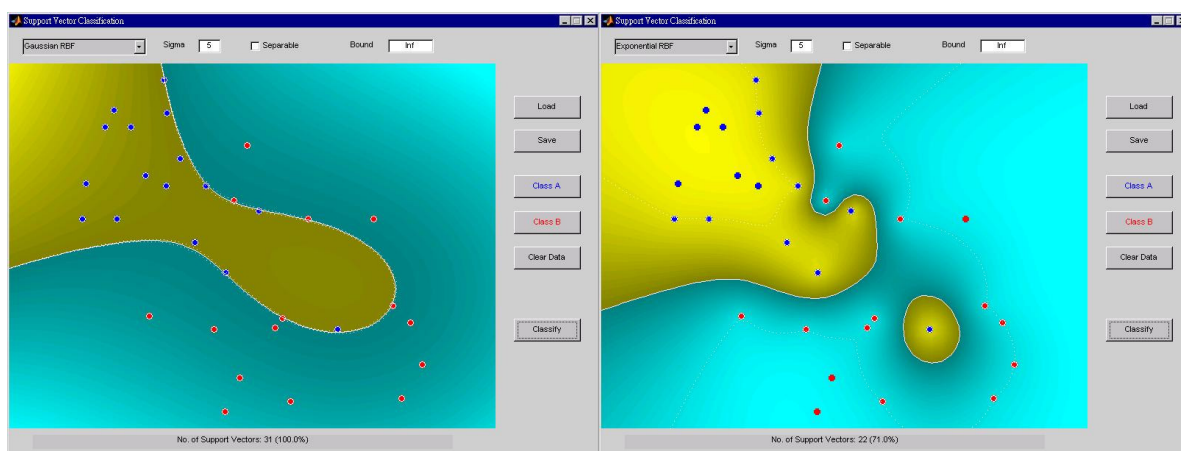 Support Vector Classification
Gaussian RBF Sigma 5 Separable Bound Inf
Load
Save
Class A
Class B
Clear Data
Classify
No. of Support Vectors: 31 (100.0%)
Support Vector Classification
Exponential RBF Sigma 5 Separable Bound Inf
Load
Save
Class A
Class B
Clear Data
Classify
No. of Support Vectors: 22 (71.0%)